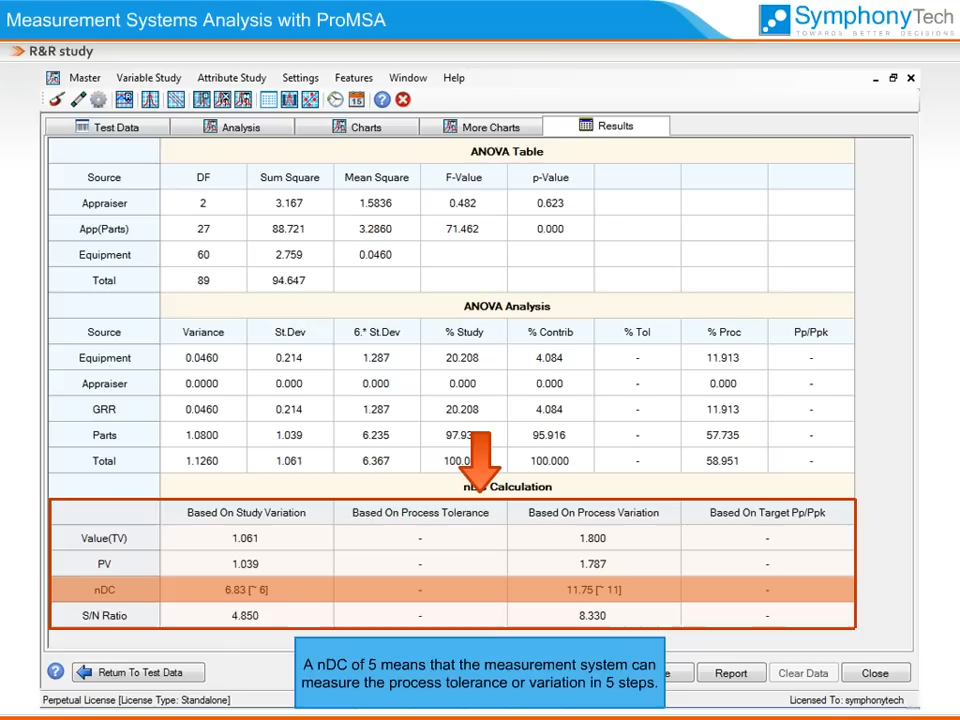 Measurement Systems Analysis with ProMSA
SymphonyTech
TOWARDS BETTER DECISIONS
R&R study
Master Variable Study Attribute Study Settings Features Window Help
15
Test Data Analysis Charts More Charts Results
ANOVA Table
Source DF Sum Square Mean Square F-Value p-Value
Appraiser 2 3.167 1.5836 0.482 0.623
App(Parts) 27 88.721 3.2860 71.462 0.000
Equipment 60 2.759 0.0460
Total 89 94.647
ANOVA Analysis
Source Variance St.Dev 6.* St.Dev % Study % Contrib % Tol % Proc Pp/Ppk
Equipment 0.0460 0.214 1.287 20.208 4.084 - 11.913 -
Appraiser 0.0000 0.000 0.000 0.000 0.000 - 0.000 -
GRR 0.0460 0.214 1.287 20.208 4.084 - 11.913 -
Parts 1.0800 1.039 6.235 97.93 95.916 - 57.735 -
Total 1.1260 1.061 6.367 100.0 100.000 - 58.951 -
Calculation
Based On Study Variation Based On Process Tolerance Based On Process Variation Based On Target Pp/Ppk
Value(TV) 1.061 - 1.800 -
PV 1.039 - 1.787 -
nDC 6.83 [~ 6] - 11.75 [~ 11] -
S/N Ratio 4.850 - 8.330 -
A nDC of 5 means that the measurement system can
measure the process tolerance or variation in 5 steps.
Return To Test Data Report Clear Data Close
Perpetual License [License Type: Standalone] Licensed To: symphonytech